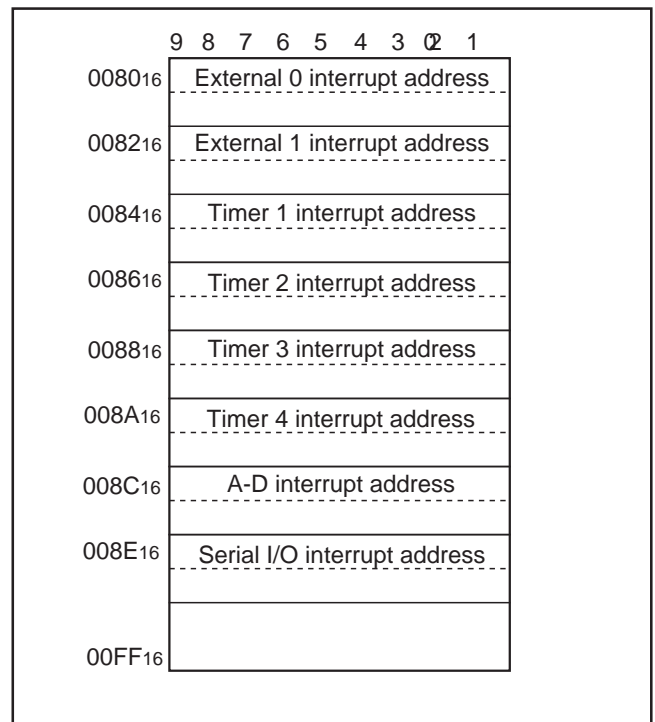 9 8 7 6 5 4 3 02 1
008016 External 0 interrupt address
008216 External 1 interrupt address
008416 Timer 1 interrupt address
008616 Timer 2 interrupt address
008816 Timer 3 interrupt address
008A16 Timer 4 interrupt address
008C16 A-D interrupt address
008E16 Serial I/O interrupt address
00FF16